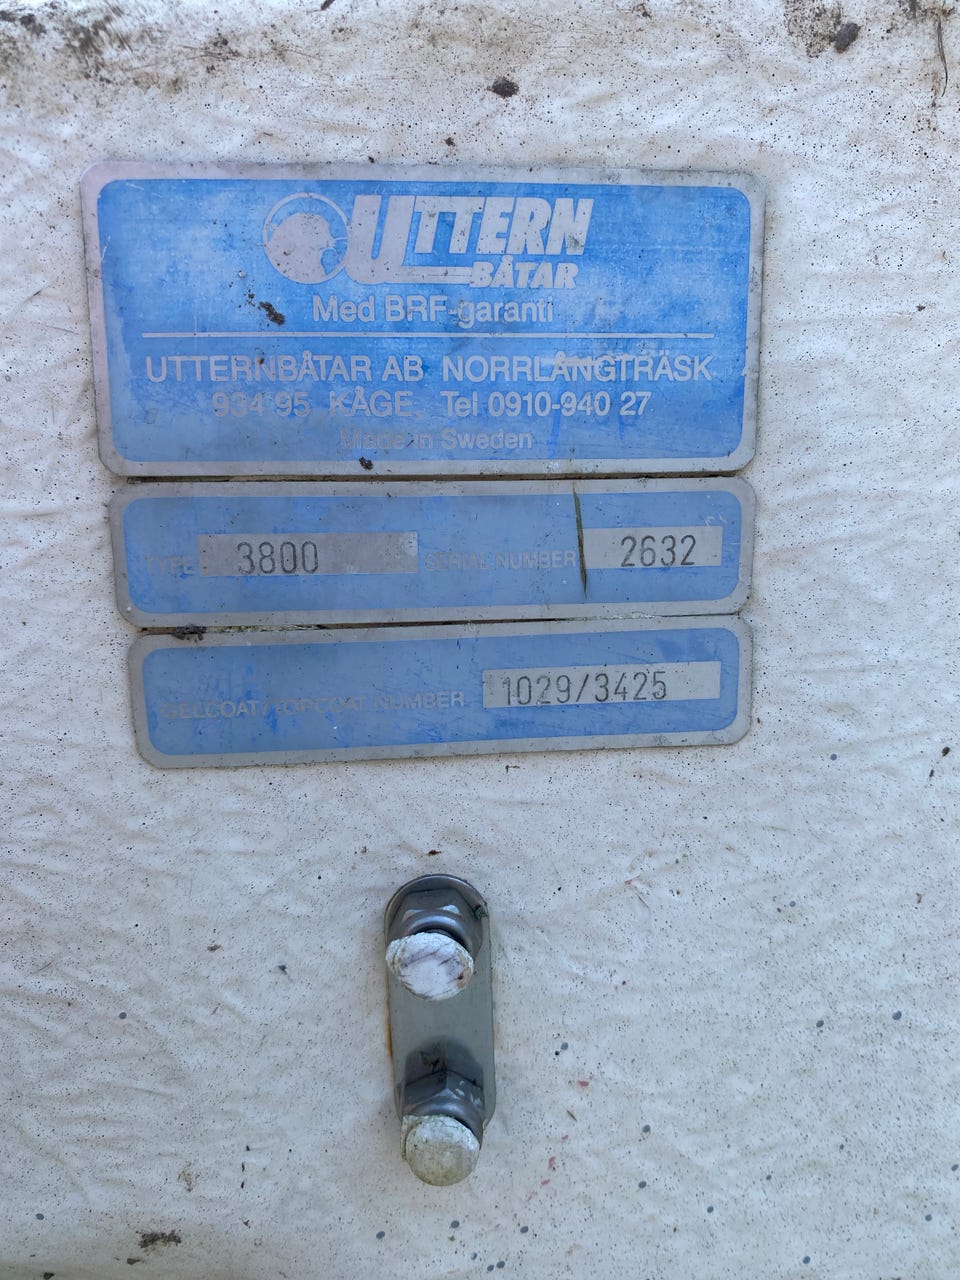 UTTERN
BÅTAR
Med BRF-garanti
UTTERNBÅTAR AB NORRLÅNGTRÄSK
934 95 KÅGE, Tel 0910-940 27
Made in Sweden
TYPE 3800 SERIAL NUMBER 2632
GELCOAT/TOPCOAT NUMBER 1029/3425